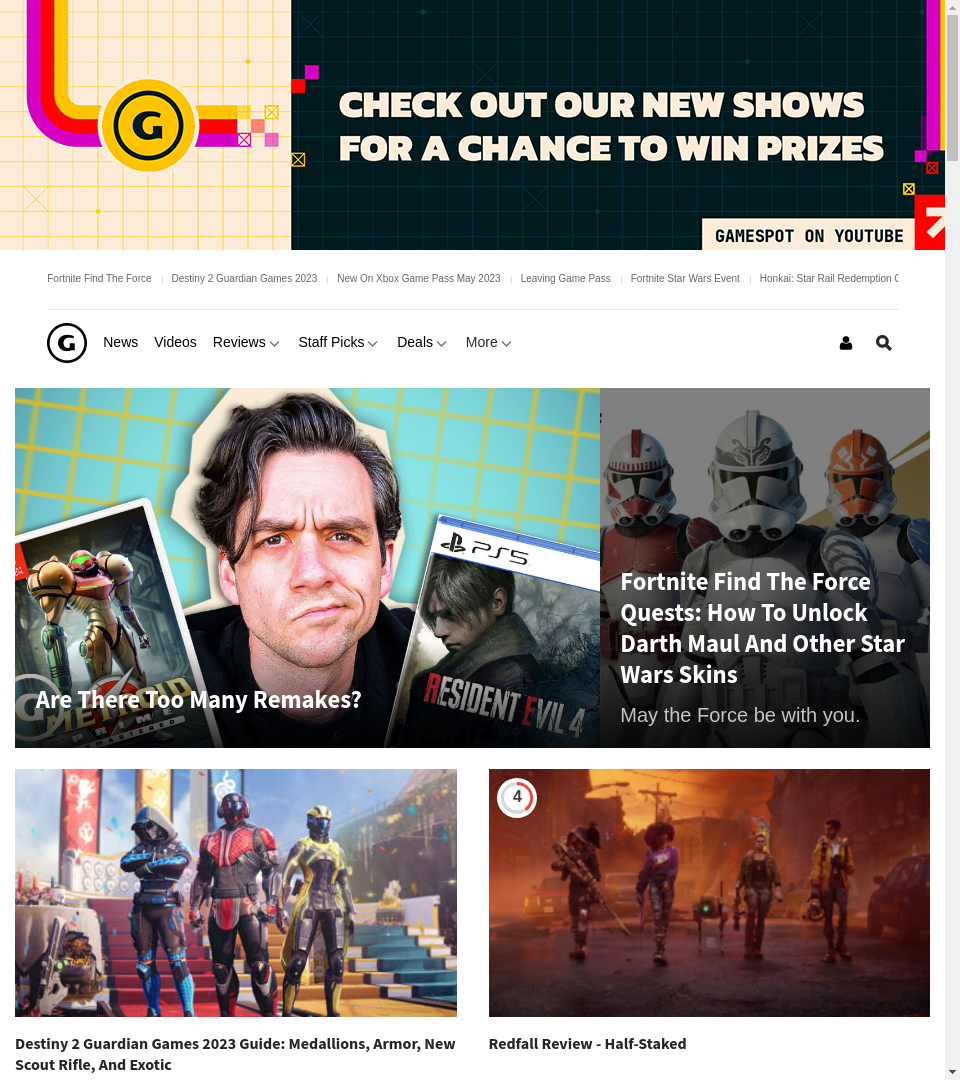 CHECK OUT OUR NEW SHOWS
FOR A CHANCE TO WIN PRIZES
GAMESPOT ON YOUTUBE
Fortnite Find The Force
Destiny 2 Guardian Games 2023
New On Xbox Game Pass May 2023
Leaving Game Pass
Fortnite Star Wars Event
Honkai: Star Rail Redemption
G
News
Videos
Reviews
Staff Picks
Deals
More
PS5
METROID
PRIME
REMASTERED
RESIDENT EVIL 4
Are There Too Many Remakes?
Fortnite Find The Force
Quests: How To Unlock
Darth Maul And Other Star
Wars Skins
May the Force be with you.
4
Destiny 2 Guardian Games 2023 Guide: Medallions, Armor, New
Scout Rifle, And Exotic
Redfall Review - Half-Staked